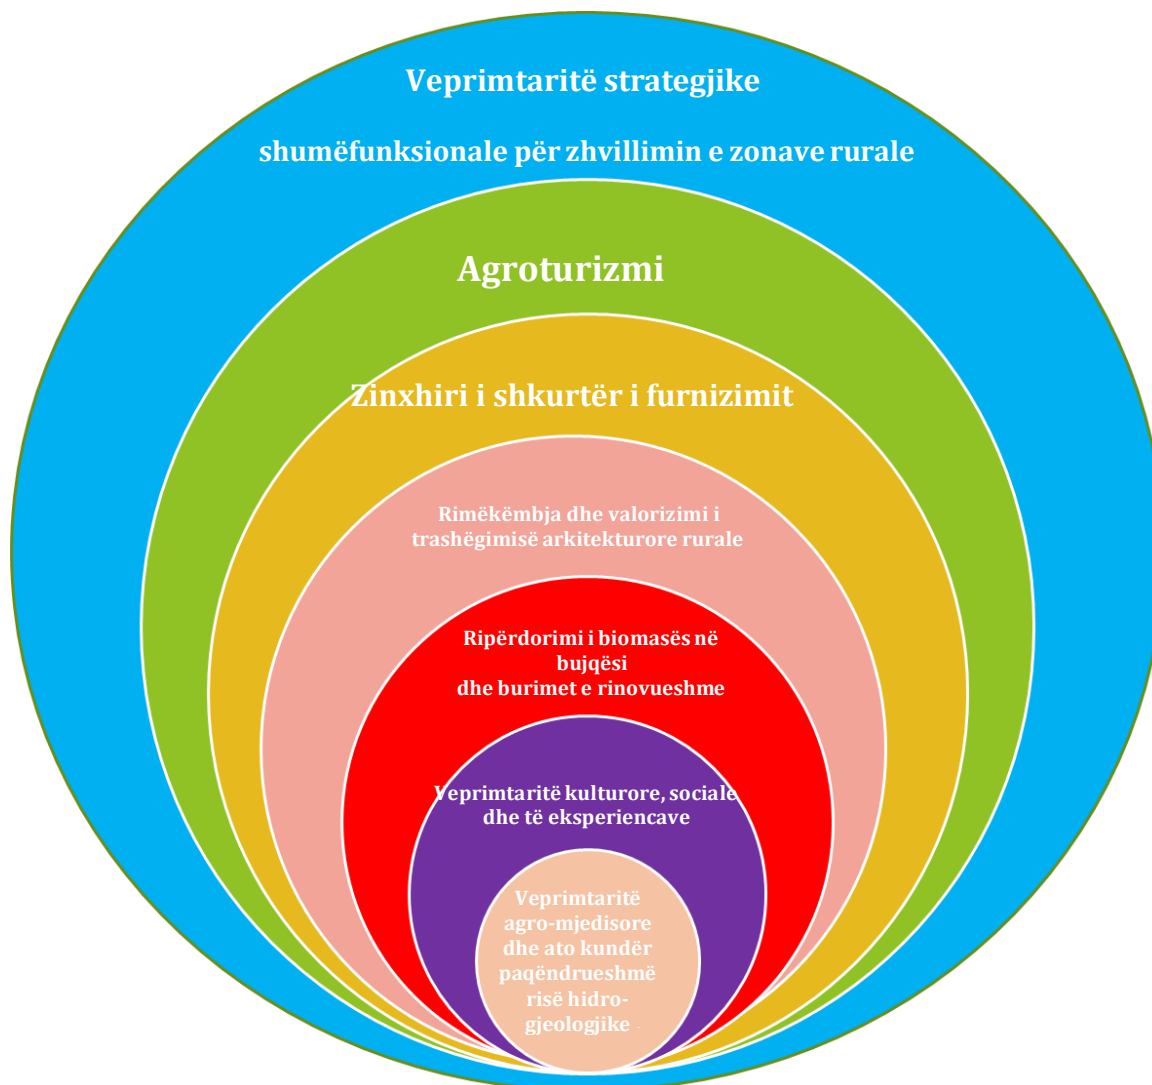 Veprimtaritë strategjike
shumëfunksionale për zhvillimin e zonave rurale
Agroturizmi
Zinxhiri i shkurtër i furnizimit
Rimëkëmbja dhe valorizimi i
trashëgimisë arkitekturore rurale
Ripërdorimi i biomasës në
bujqësi
dhe burimet e rinovueshme
Veprimtaritë kulturore, sociale
dhe të eksperiencave
Veprimtaritë
agro-mjedisore
dhe ato kundër
paqëndrueshmë
risë hidro-
gjeologjike